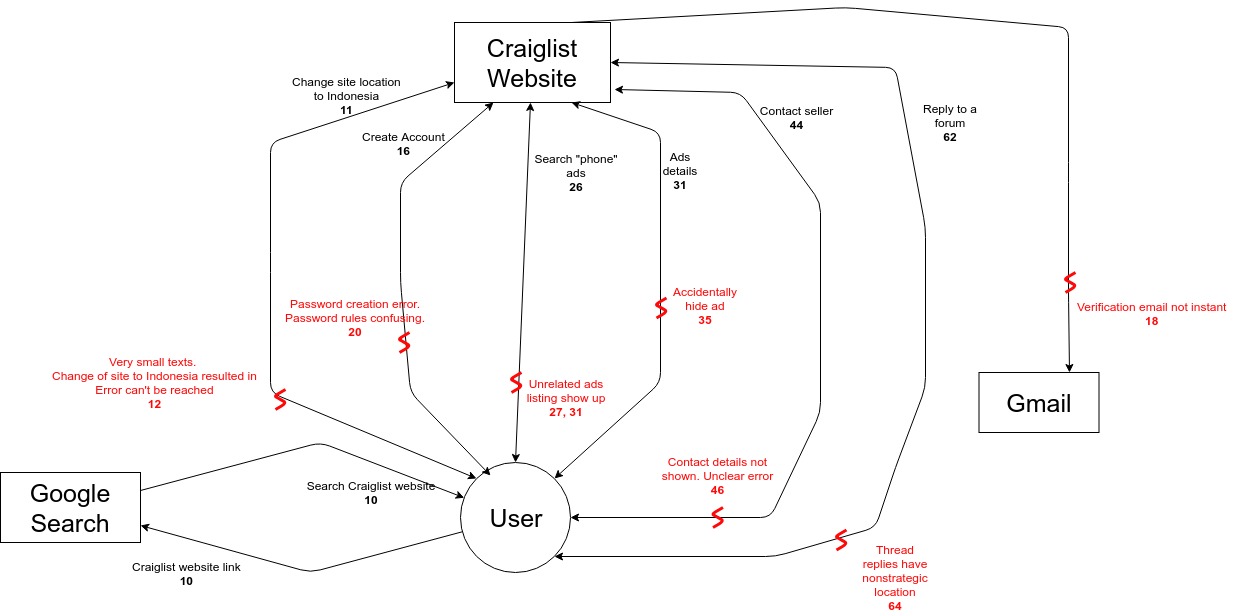 Craiglist
Website
Change site location
to Indonesia
11
Create Account
16
Search "phone"
ads
26
Ads
details
31
Contact seller
44
Reply to a
forum
62
Password creation error.
Password rules confusing.
20
Accidentally
hide ad
35
Verification email not instant
18
Very small texts.
Change of site to Indonesia resulted in
Error can't be reached
12
Unrelated ads
listing show up
27, 31
Gmail
Contact details not
shown. Unclear error
46
Google
Search
Search Craiglist website
10
User
Craiglist website link
10
Thread
replies have
nonstrategic
location
64